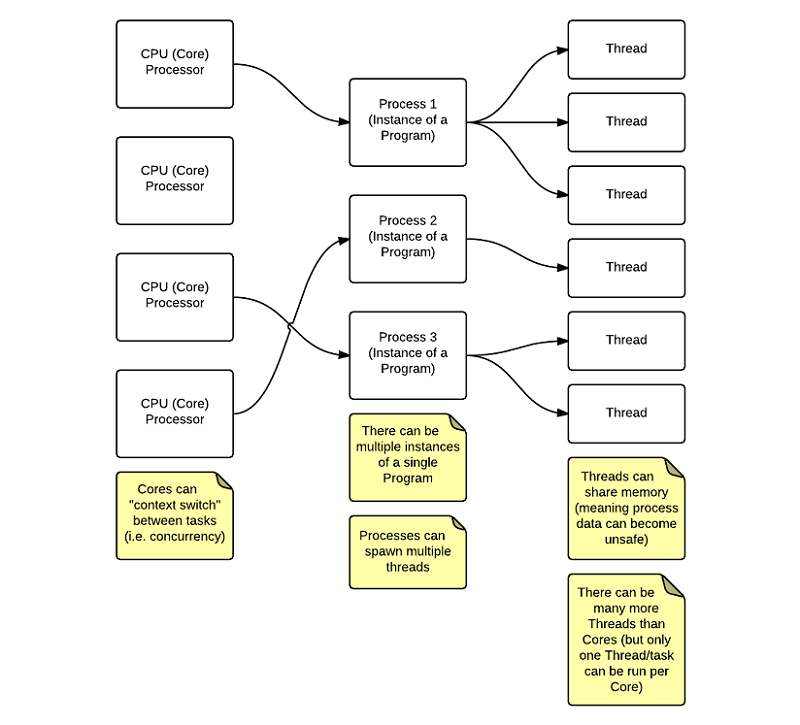 CPU (Core)
Processor
CPU (Core)
Processor
CPU (Core)
Processor
CPU (Core)
Processor
Cores can
"context switch"
between tasks
(i.e. concurrency)
Process 1
(Instance of a
Program)
Process 2
(Instance of a
Program)
Process 3
(Instance of a
Program)
There can be
multiple instances
of a single
Program
Processes can
spawn multiple
threads
Thread
Thread
Thread
Thread
Thread
Thread
Threads can
share memory
(meaning process
data can become
unsafe)
There can be
many more
Threads than
Cores (but only
one Thread/task
can be run per
Core)